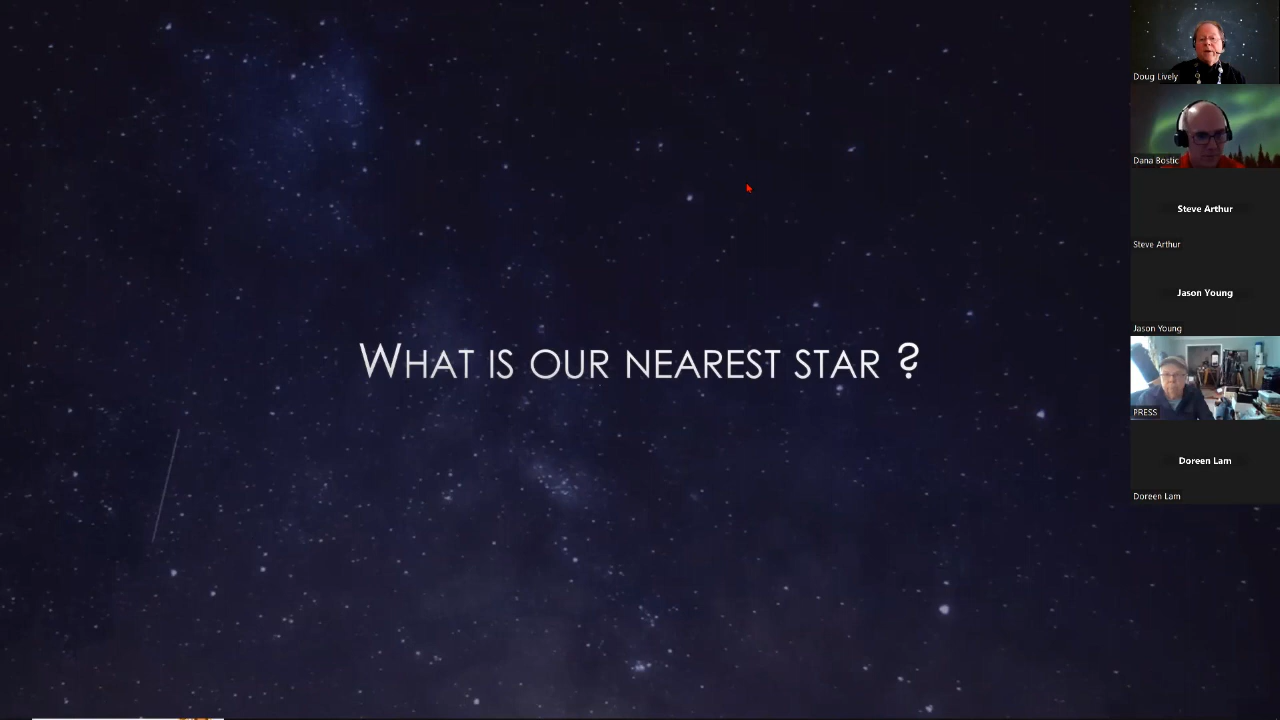 What is our nearest star ?
Doug Lively
Dana Bostic
Steve Arthur
Steve Arthur
Jason Young
Jason Young
PRESS
Doreen Lam
Doreen Lam